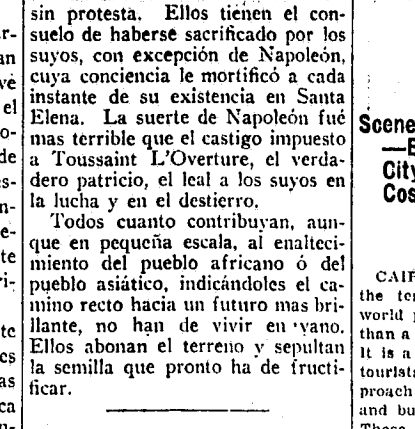 sin protesta. Ellos tienen el con-
suelo de haberse sacrificado por los
suyos, con excepción de Napoleón,
cuya conciencia le mortificó a cada
instante de su existencia en Santa
Elena. La suerte de Napoleón fué
mas terrible que el castigo impuesto
a Toussaint L'Overture, el verda-
dero patricio, el leal a los suyos en
la lucha y en el destierro.
Todos cuanto contribuyan, aun-
que en pequeña escala, al enalteci-
miento del pueblo africano ó del
pueblo asiático, indicándoles el ca-
mino recto hacia un futuro mas bri-
llante, no han de vivir en vano.
Ellos abonan el terreno y sepultan
la semilla que pronto ha de fructi-
ficar.
Scene
City
Cos
the
world
than a
It is a
tourist
proach
and bu